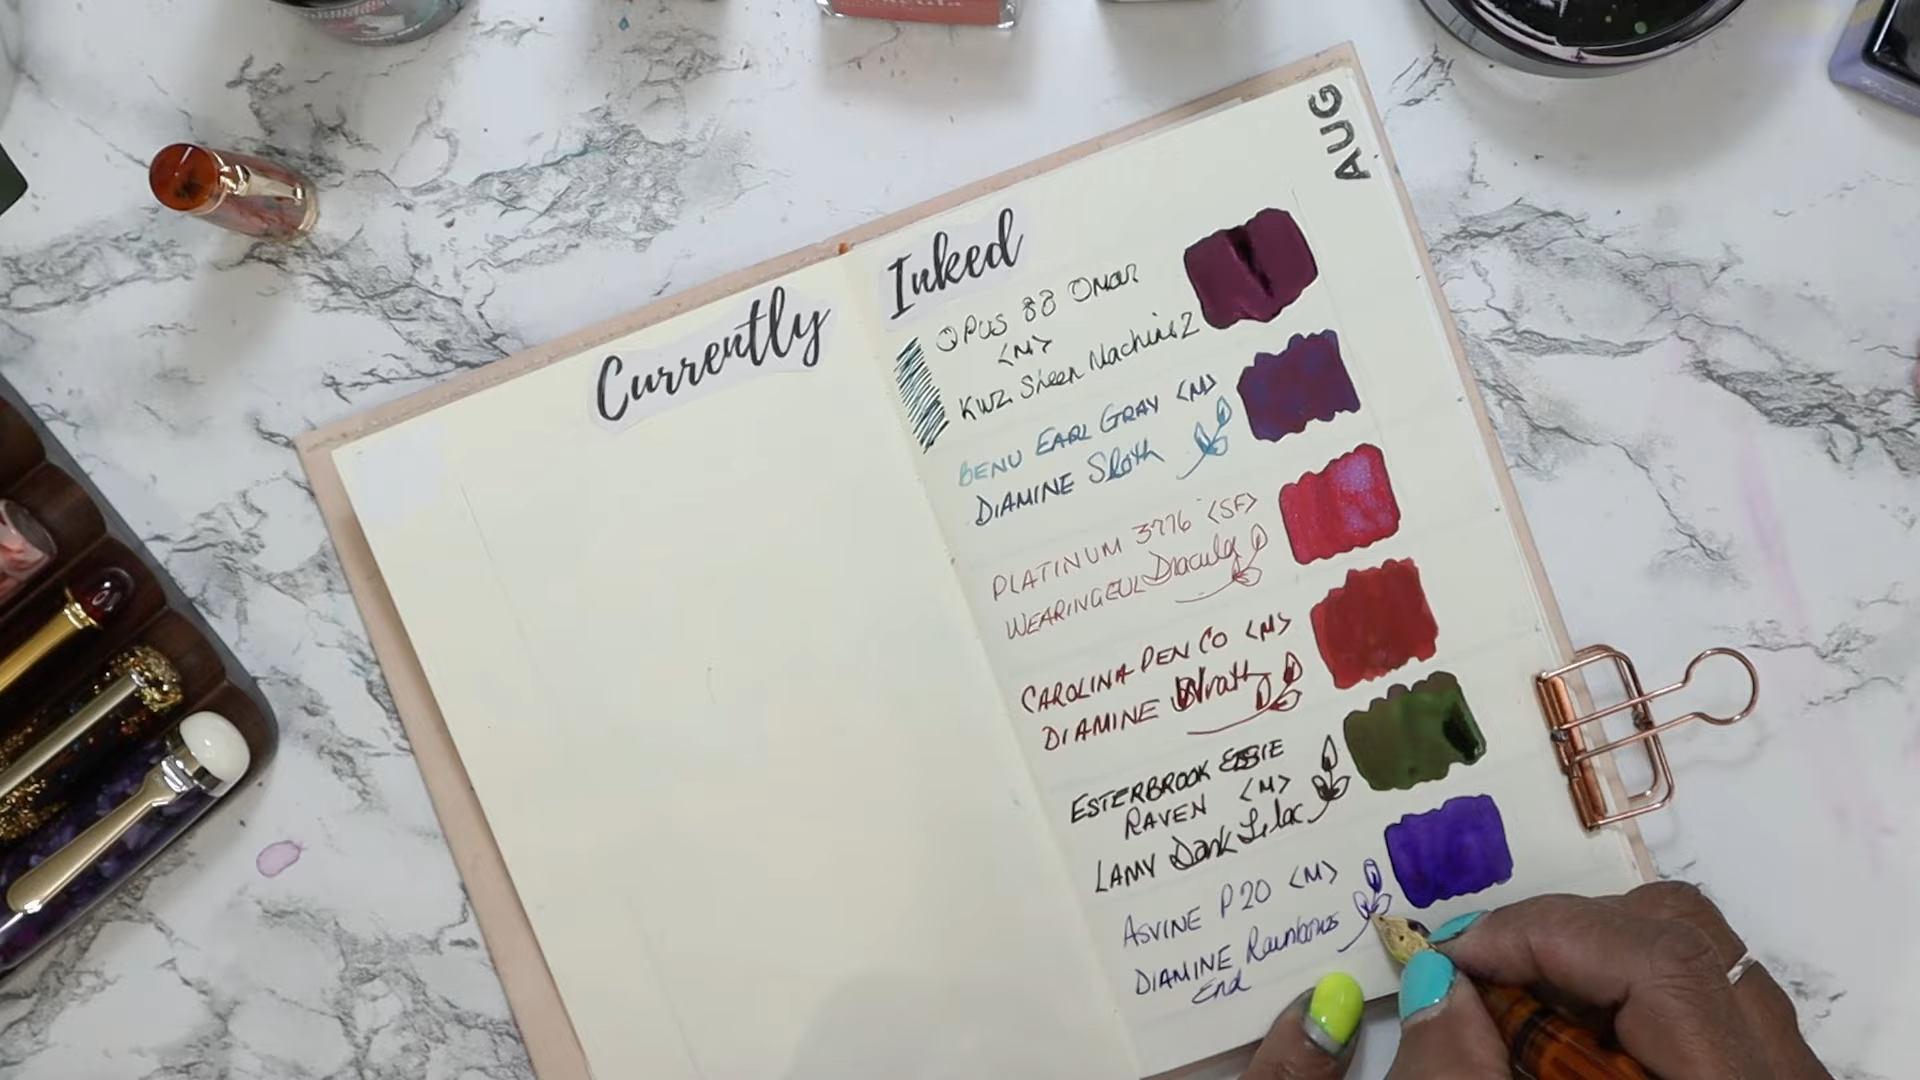 AUG
Currently Inked
OPUS 88 Omar
<M>
KWZ Sheen Machine 2
BENU EARL GRAY <M>
DIAMINE Sloth
PLATINUM 3776 <SF>
WEARINGEUL Dracula
CAROLINA PEN CO <M>
DIAMINE Wrath
ESTERBROOK ESSIE
RAVEN <M>
LAMY Dark Lilac
ASVINE P20 <M>
DIAMINE Rainbows
End